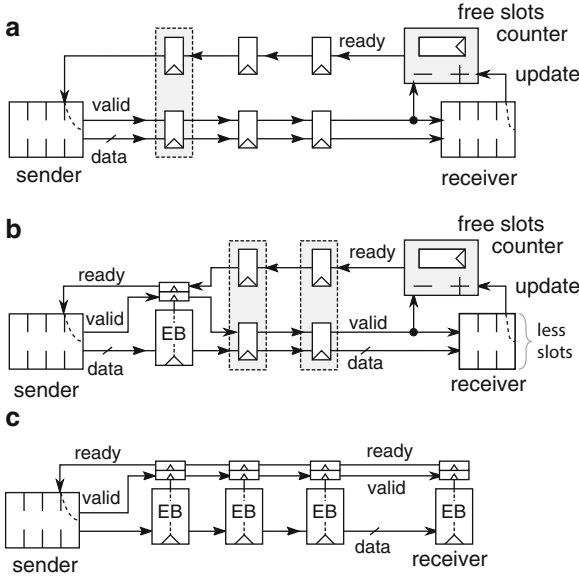 a
free slots
counter
ready
update
valid
data
sender
receiver
b
free slots
counter
ready
ready
update
valid
valid
EB
data
data
less
slots
sender
receiver
c
ready
ready
valid
valid
EB
EB
EB
EB
data
sender
receiver